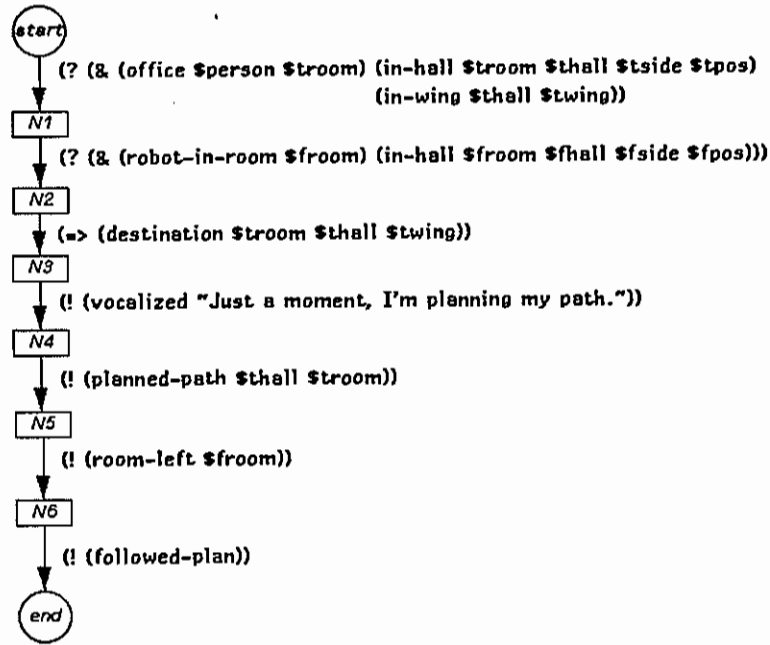 start
(? (& (office $person $troom) (in-hall $troom $thall $tside $tpos)
(in-wing $thall $twing))
N1
(? (& (robot-in-room $froom) (in-hall $froom $fhall $fside $fpos)))
N2
(=> (destination $troom $thall $twing))
N3
(! (vocalized "Just a moment, I'm planning my path."))
N4
(! (planned-path $thall $troom))
N5
(! (room-left $froom))
N6
(! (followed-plan))
end